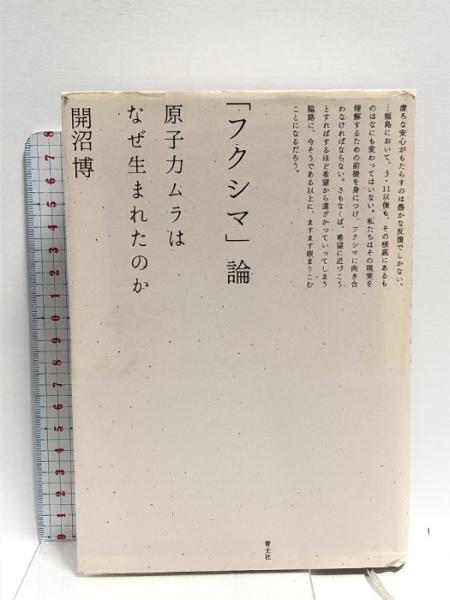 虚ろな安心がもたらすのは愚かな反復でしかない。
…福島において、3・11以後も、その根底にあるも
のはなにも変わってはいない。私たちはその現実を
理解するための前提を身につけ、フクシマに向き合
わなければならない。さもなくば、希望に近づこう
とすればするほど希望から遠ざかっていってしまう
隘路に、今そうである以上に、ますます嵌まりこむ
ことになるだろう。
「フクシマ」論
原子力ムラは
なぜ生まれたのか
開沼博
青土社